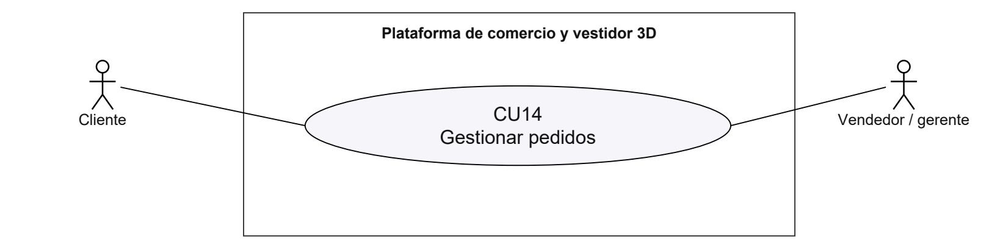 Plataforma de comercio y vestidor 3D
Cliente
CU14
Gestionar pedidos
Vendedor / gerente